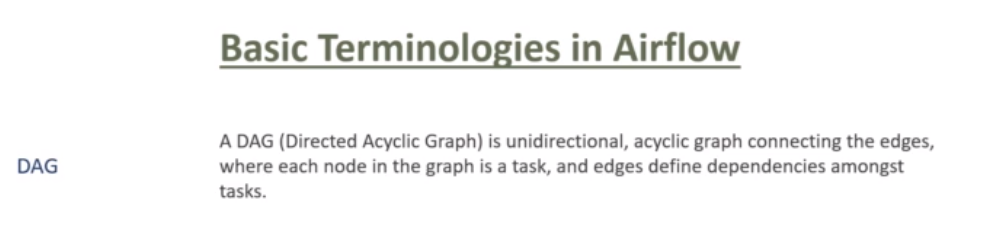 Basic Terminologies in Airflow
DAG
A DAG (Directed Acyclic Graph) is unidirectional, acyclic graph connecting the edges,
where each node in the graph is a task, and edges define dependencies amongst
tasks.